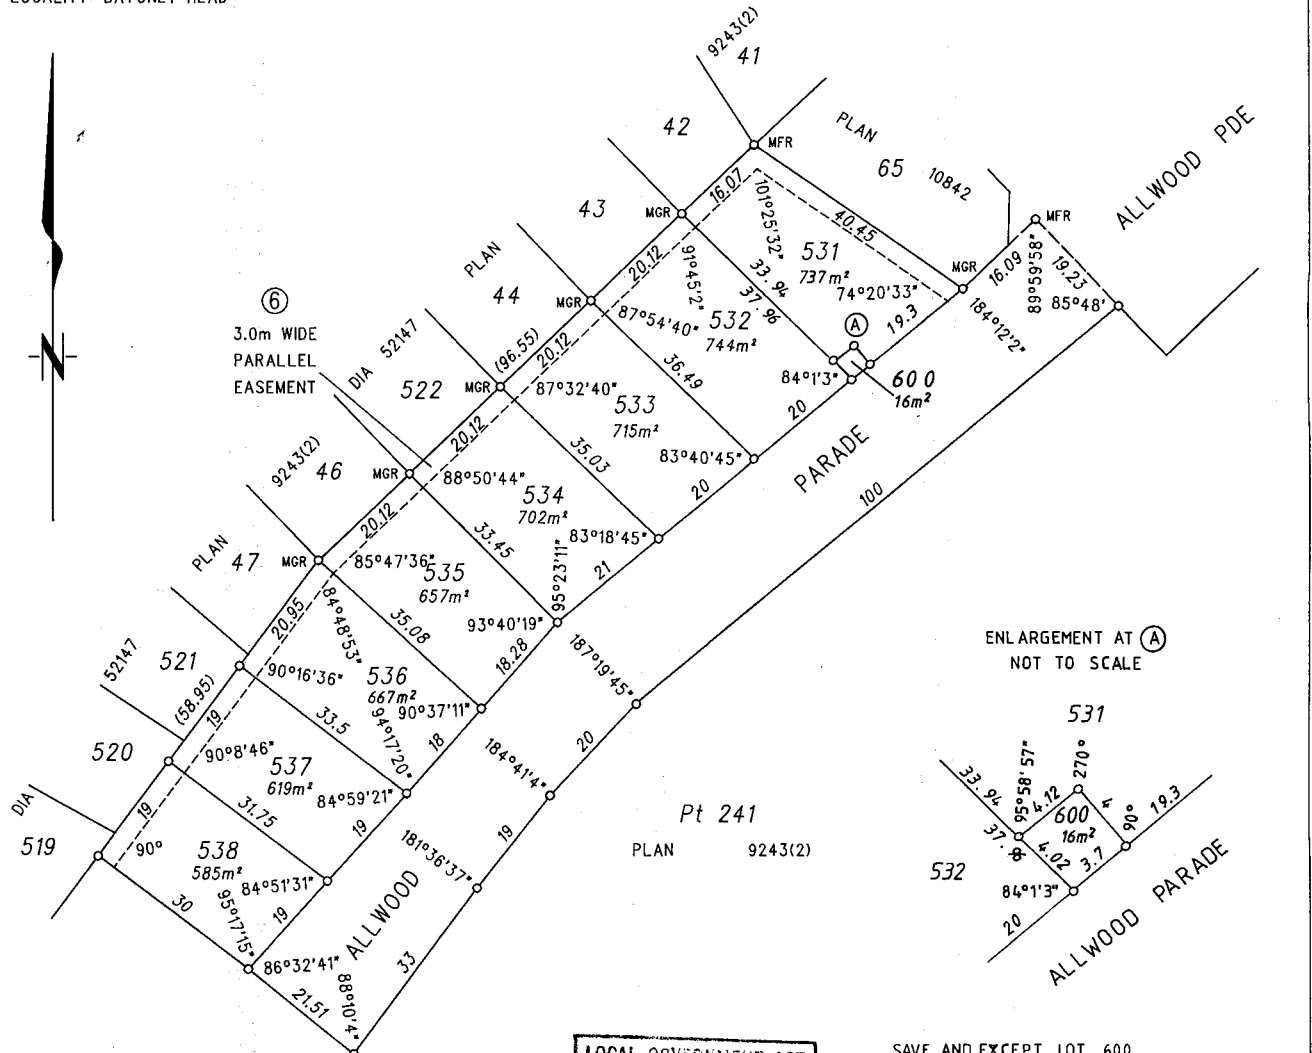 9243(2)
41
42
MFR
PLAN
65
10842
ALLWOOD PDE
43
MGR
16.07
101°25'32"
40.45
MFR
PLAN
44
MGR
20.12
91°45'2"
33.94
37.96
531
737m²
74°20'33"
MGR
16.09
89°59'58"
19.23
85°48'
184°12'2"
6
3.0m WIDE
PARALLEL
EASEMENT
DIA 52147
522
MGR
(96.55)
20.12
87°54'40"
532
744m²
A
19.3
84°1'3"
600
16m²
36.49
20
87°32'40"
533
715m²
9243(2)
46
MGR
20.12
35.03
83°40'45"
PARADE
100
N
88°50'44"
534
702m²
20
PLAN
47
MGR
20.12
33.45
83°18'45"
85°47'36"
535
657m²
95°23'11"
21
52147
521
20.95
84°48'53"
35.08
93°40'19"
18.28
187°19'45"
90°16'36"
536
667m²
90°37'11"
520
(58.95)
19
33.5
94°17'20"
18
184°41'4"
20
90°8'46"
537
619m²
84°59'21"
DIA
519
19
31.75
19
181°36'37"
19
90°
538
585m²
84°51'31"
30
95°17'15"
19
ALLWOOD
33
86°32'41"
21.51
88°10'4"
Pt 241
PLAN 9243(2)
ENLARGEMENT AT A
NOT TO SCALE
531
33.94
95°58'57"
4.12
270°
4
600
16m²
90°
19.3
4.02
3.7
532
84°1'3"
20
ALLWOOD PARADE
SAVE AND EXCEPT LOT 600